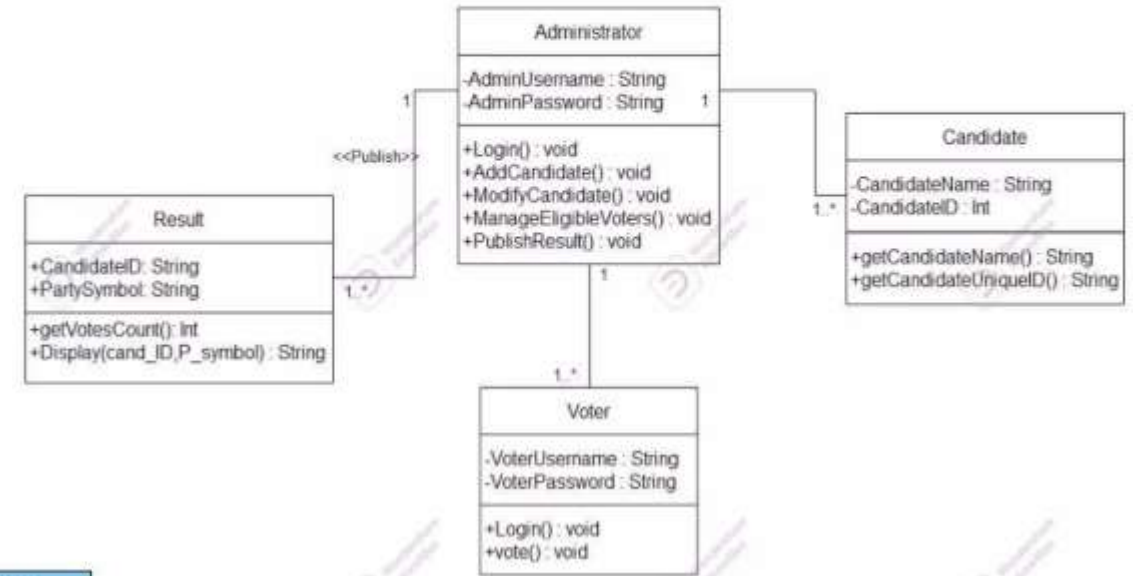 Administrator
-AdminUsername : String
-AdminPassword : String
+Login() : void
+AddCandidate() : void
+ModifyCandidate() : void
+ManageEligibleVoters() : void
+PublishResult() : void
1
1
1
<<Publish>>
Candidate
-CandidateName : String
-CandidateID : Int
+getCandidateName() : String
+getCandidateUniqueID() : String
1..*
Result
+CandidateID: String
+PartySymbol: String
+getVotesCount(): Int
+Display(cand_ID,P_symbol) : String
1..*
1..*
Voter
-VoterUsername : String
-VoterPassword : String
+Login() : void
+vote() : void